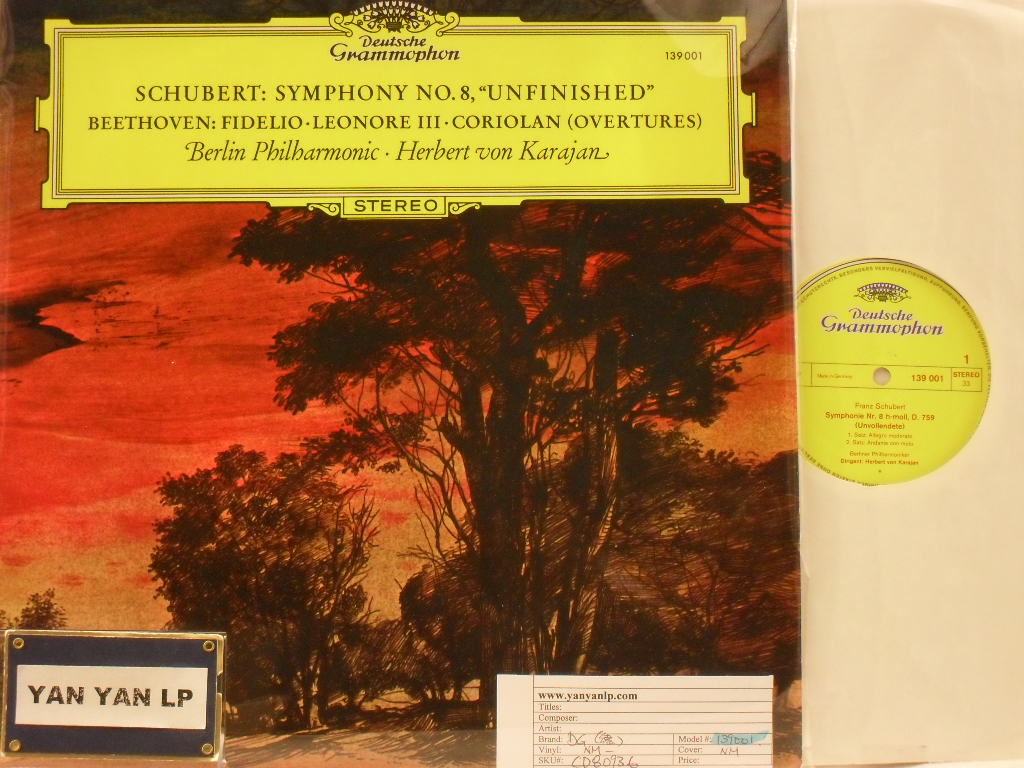 Deutsche
Grammophon
139 001
SCHUBERT: SYMPHONY NO. 8, “UNFINISHED”
BEETHOVEN: FIDELIO · LEONORE III · CORIOLAN (OVERTURES)
Berlin Philharmonic · Herbert von Karajan
STEREO
Deutsche
Grammophon
1
Made in Germany
139 001
STEREO
33
Franz Schubert
Symphonie Nr. 8 h-moll, D. 759
(Unvollendete)
1. Satz: Allegro moderato
2. Satz: Andante con moto
Berliner Philharmoniker
Dirigent: Herbert von Karajan
YAN YAN LP
www.yanyanlp.com
Titles:
Composer:
Artist:
Brand: DG Model #: 139001
Vinyl: NM - Cover: NM
SKU#: CD80936 Price: